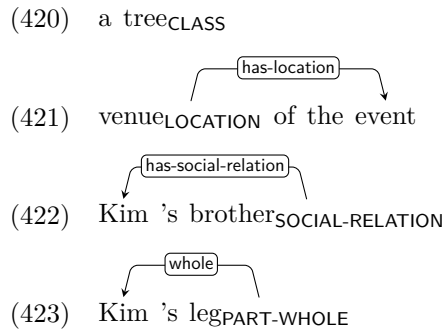 (420) a treeCLASS
has-location
(421) venueLOCATION of the event
has-social-relation
(422) Kim 's brotherSOCIAL-RELATION
whole
(423) Kim 's legPART-WHOLE